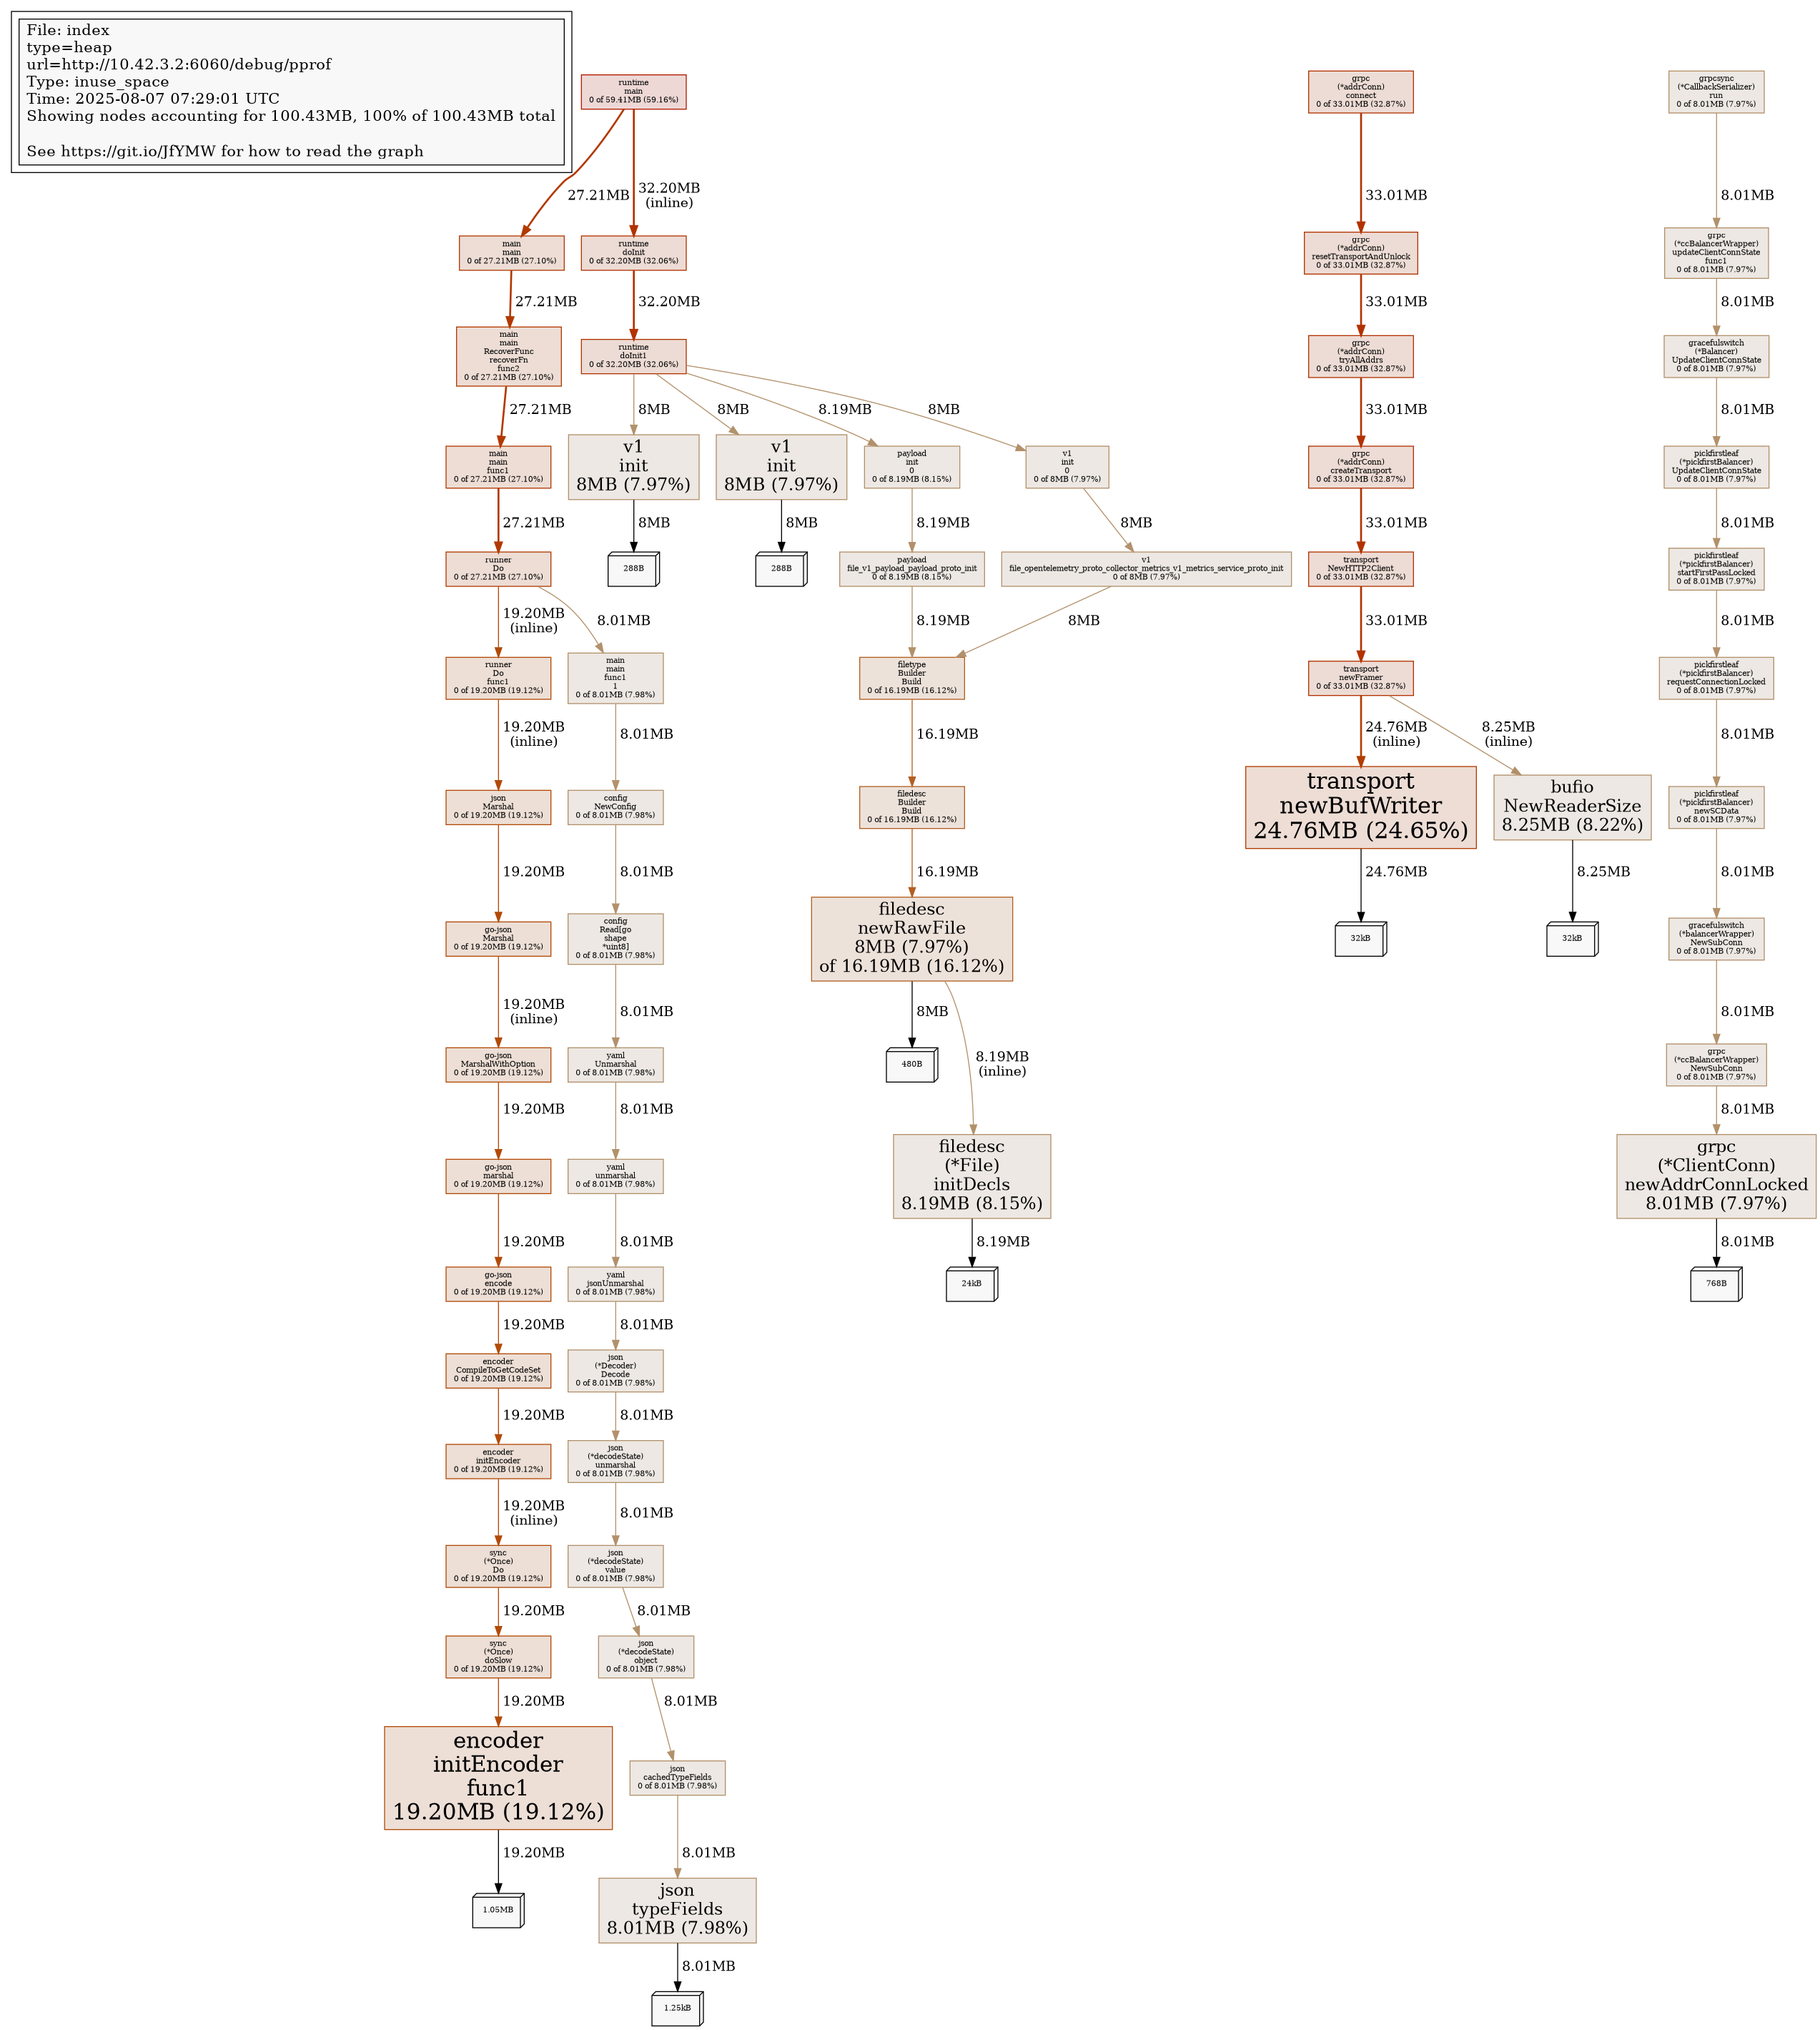 File: index
type=heap
url=http://10.42.3.2:6060/debug/pprof
Type: inuse_space
Time: 2025-08-07 07:29:01 UTC
Showing nodes accounting for 100.43MB, 100% of 100.43MB total
See https://git.io/JfYMW for how to read the graph
runtime
main
0 of 59.41MB (59.16%)
27.21MB
32.20MB
(inline)
main
main
0 of 27.21MB (27.10%)
27.21MB
main
main
RecoverFunc
recoverFn
func2
0 of 27.21MB (27.10%)
27.21MB
main
main
func1
0 of 27.21MB (27.10%)
27.21MB
runner
Do
0 of 27.21MB (27.10%)
19.20MB
(inline)
8.01MB
runner
Do
func1
0 of 19.20MB (19.12%)
19.20MB
(inline)
json
Marshal
0 of 19.20MB (19.12%)
19.20MB
go-json
Marshal
0 of 19.20MB (19.12%)
19.20MB
(inline)
go-json
MarshalWithOption
0 of 19.20MB (19.12%)
19.20MB
go-json
marshal
0 of 19.20MB (19.12%)
19.20MB
go-json
encode
0 of 19.20MB (19.12%)
19.20MB
encoder
CompileToGetCodeSet
0 of 19.20MB (19.12%)
19.20MB
encoder
initEncoder
0 of 19.20MB (19.12%)
19.20MB
(inline)
sync
(*Once)
Do
0 of 19.20MB (19.12%)
19.20MB
sync
(*Once)
doSlow
0 of 19.20MB (19.12%)
19.20MB
encoder
initEncoder
func1
19.20MB (19.12%)
19.20MB
1.05MB
main
main
func1
1
0 of 8.01MB (7.98%)
8.01MB
config
NewConfig
0 of 8.01MB (7.98%)
8.01MB
config
Read[go
shape
*uint8]
0 of 8.01MB (7.98%)
8.01MB
yaml
Unmarshal
0 of 8.01MB (7.98%)
8.01MB
yaml
unmarshal
0 of 8.01MB (7.98%)
8.01MB
yaml
jsonUnmarshal
0 of 8.01MB (7.98%)
8.01MB
json
(*Decoder)
Decode
0 of 8.01MB (7.98%)
8.01MB
json
(*decodeState)
unmarshal
0 of 8.01MB (7.98%)
8.01MB
json
(*decodeState)
value
0 of 8.01MB (7.98%)
8.01MB
json
(*decodeState)
object
0 of 8.01MB (7.98%)
8.01MB
json
cachedTypeFields
0 of 8.01MB (7.98%)
8.01MB
json
typeFields
8.01MB (7.98%)
8.01MB
1.25kB
runtime
doInit
0 of 32.20MB (32.06%)
32.20MB
runtime
doInit1
0 of 32.20MB (32.06%)
8MB
8MB
8.19MB
8MB
v1
init
8MB (7.97%)
8MB
288B
v1
init
8MB (7.97%)
8MB
288B
payload
init
0
0 of 8.19MB (8.15%)
8.19MB
payload
file_v1_payload_payload_proto_init
0 of 8.19MB (8.15%)
8.19MB
v1
init
0
0 of 8MB (7.97%)
8MB
v1
file_opentelemetry_proto_collector_metrics_v1_metrics_service_proto_init
0 of 8MB (7.97%)
8MB
filetype
Builder
Build
0 of 16.19MB (16.12%)
16.19MB
filedesc
Builder
Build
0 of 16.19MB (16.12%)
16.19MB
filedesc
newRawFile
8MB (7.97%)
of 16.19MB (16.12%)
8MB
480B
8.19MB
(inline)
filedesc
(*File)
initDecls
8.19MB (8.15%)
8.19MB
24kB
grpc
(*addrConn)
connect
0 of 33.01MB (32.87%)
33.01MB
grpc
(*addrConn)
resetTransportAndUnlock
0 of 33.01MB (32.87%)
33.01MB
grpc
(*addrConn)
tryAllAddrs
0 of 33.01MB (32.87%)
33.01MB
grpc
(*addrConn)
createTransport
0 of 33.01MB (32.87%)
33.01MB
transport
NewHTTP2Client
0 of 33.01MB (32.87%)
33.01MB
transport
newFramer
0 of 33.01MB (32.87%)
24.76MB
(inline)
8.25MB
(inline)
transport
newBufWriter
24.76MB (24.65%)
24.76MB
32kB
bufio
NewReaderSize
8.25MB (8.22%)
8.25MB
32kB
grpcsync
(*CallbackSerializer)
run
0 of 8.01MB (7.97%)
8.01MB
grpc
(*ccBalancerWrapper)
updateClientConnState
func1
0 of 8.01MB (7.97%)
8.01MB
gracefulswitch
(*Balancer)
UpdateClientConnState
0 of 8.01MB (7.97%)
8.01MB
pickfirstleaf
(*pickfirstBalancer)
UpdateClientConnState
0 of 8.01MB (7.97%)
8.01MB
pickfirstleaf
(*pickfirstBalancer)
startFirstPassLocked
0 of 8.01MB (7.97%)
8.01MB
pickfirstleaf
(*pickfirstBalancer)
requestConnectionLocked
0 of 8.01MB (7.97%)
8.01MB
pickfirstleaf
(*pickfirstBalancer)
newSCData
0 of 8.01MB (7.97%)
8.01MB
gracefulswitch
(*balancerWrapper)
NewSubConn
0 of 8.01MB (7.97%)
8.01MB
grpc
(*ccBalancerWrapper)
NewSubConn
0 of 8.01MB (7.97%)
8.01MB
grpc
(*ClientConn)
newAddrConnLocked
8.01MB (7.97%)
8.01MB
768B